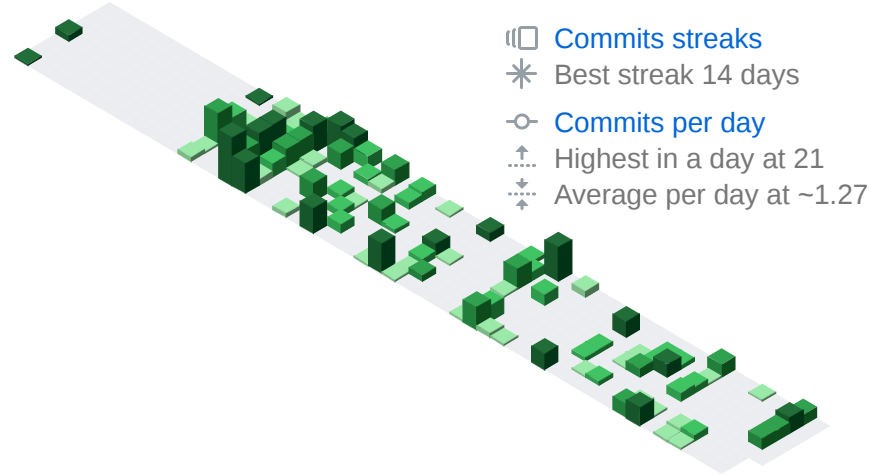 Commits streaks
Best streak 14 days
Commits per day
Highest in a day at 21
Average per day at ~1.27